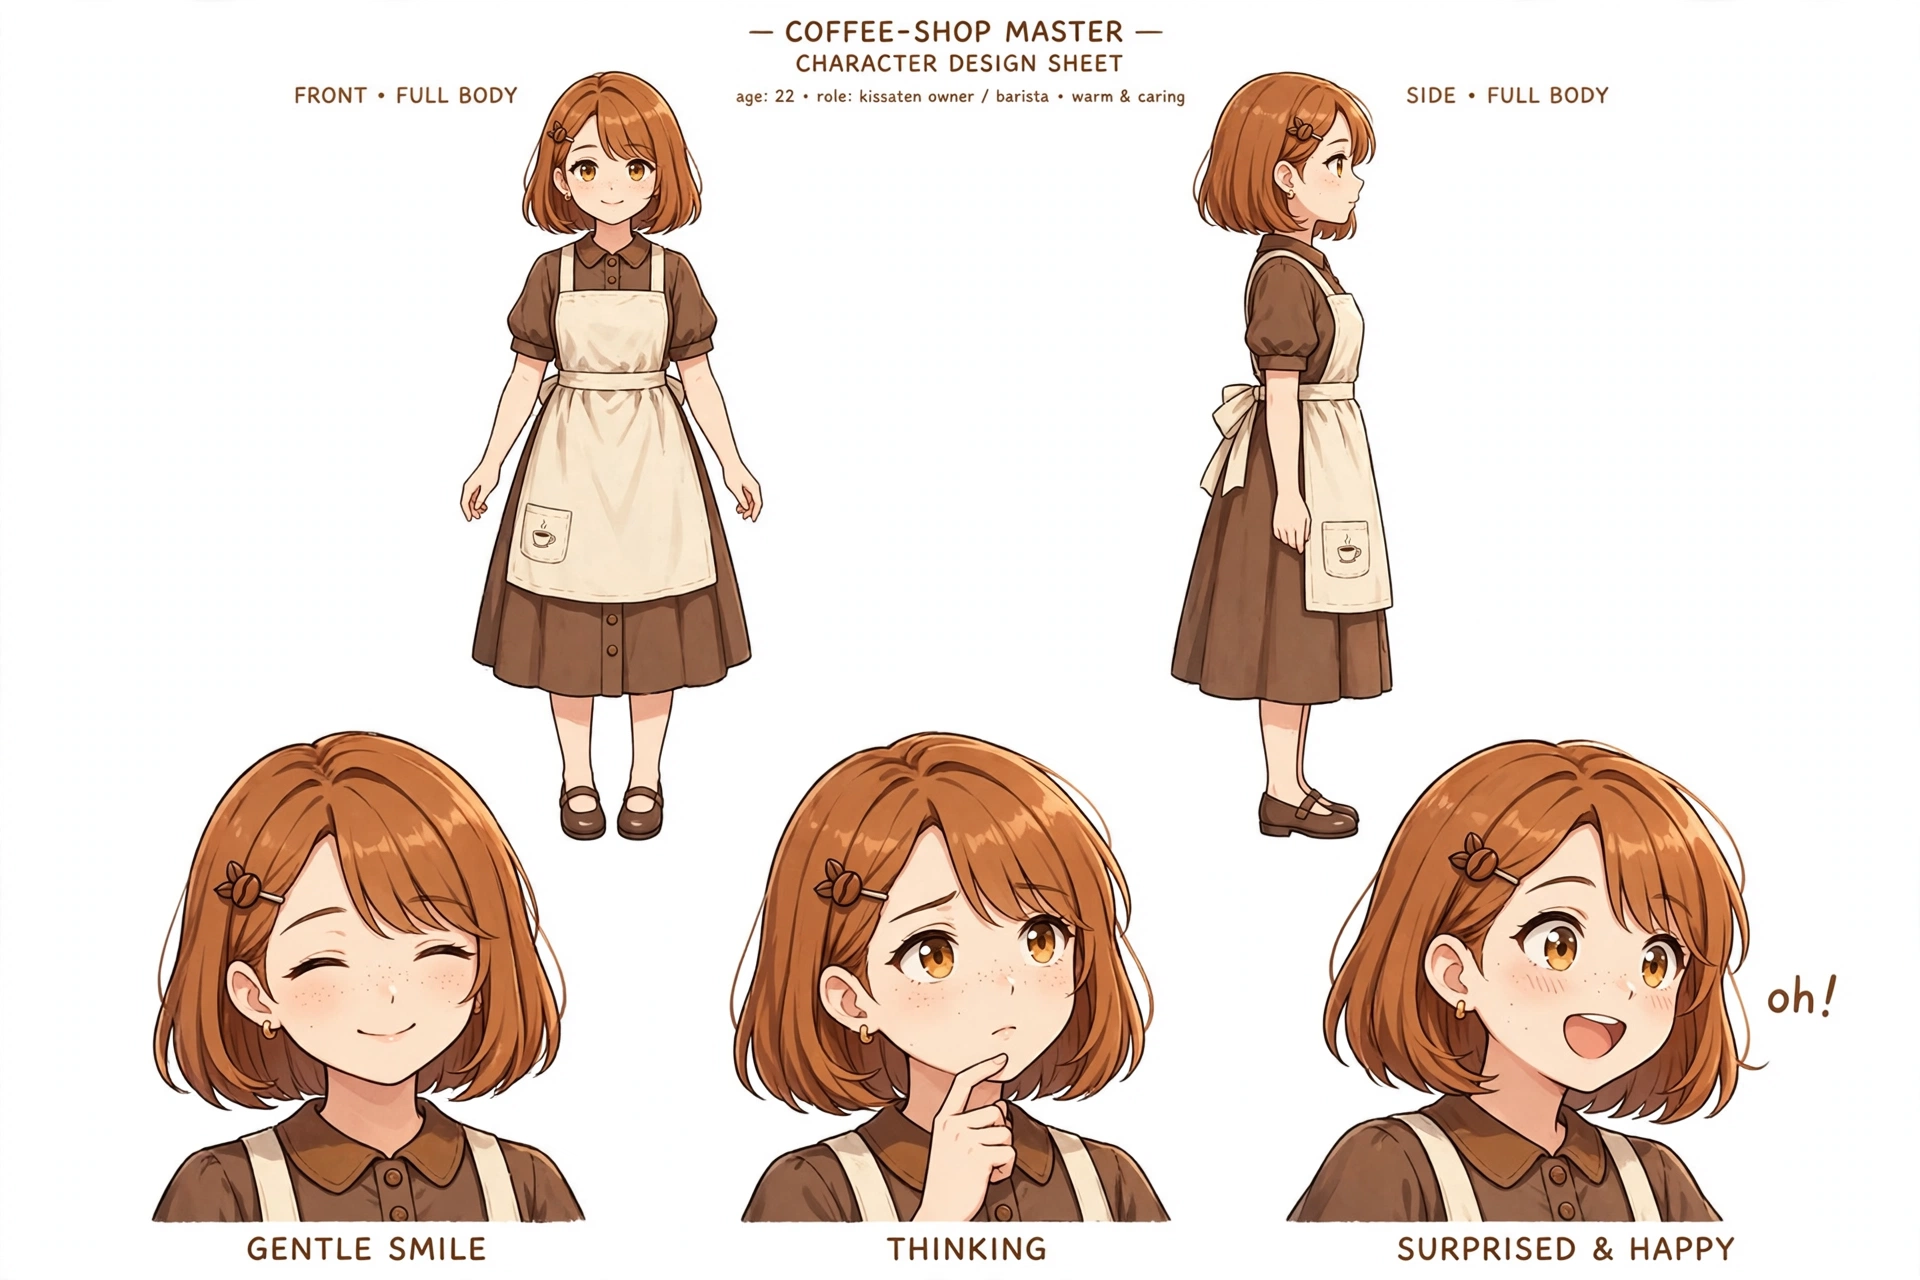 — COFFEE-SHOP MASTER —
CHARACTER DESIGN SHEET
FRONT • FULL BODY
age: 22 • role: kissaten owner / barista • warm & caring
SIDE • FULL BODY
oh!
GENTLE SMILE
THINKING
SURPRISED & HAPPY